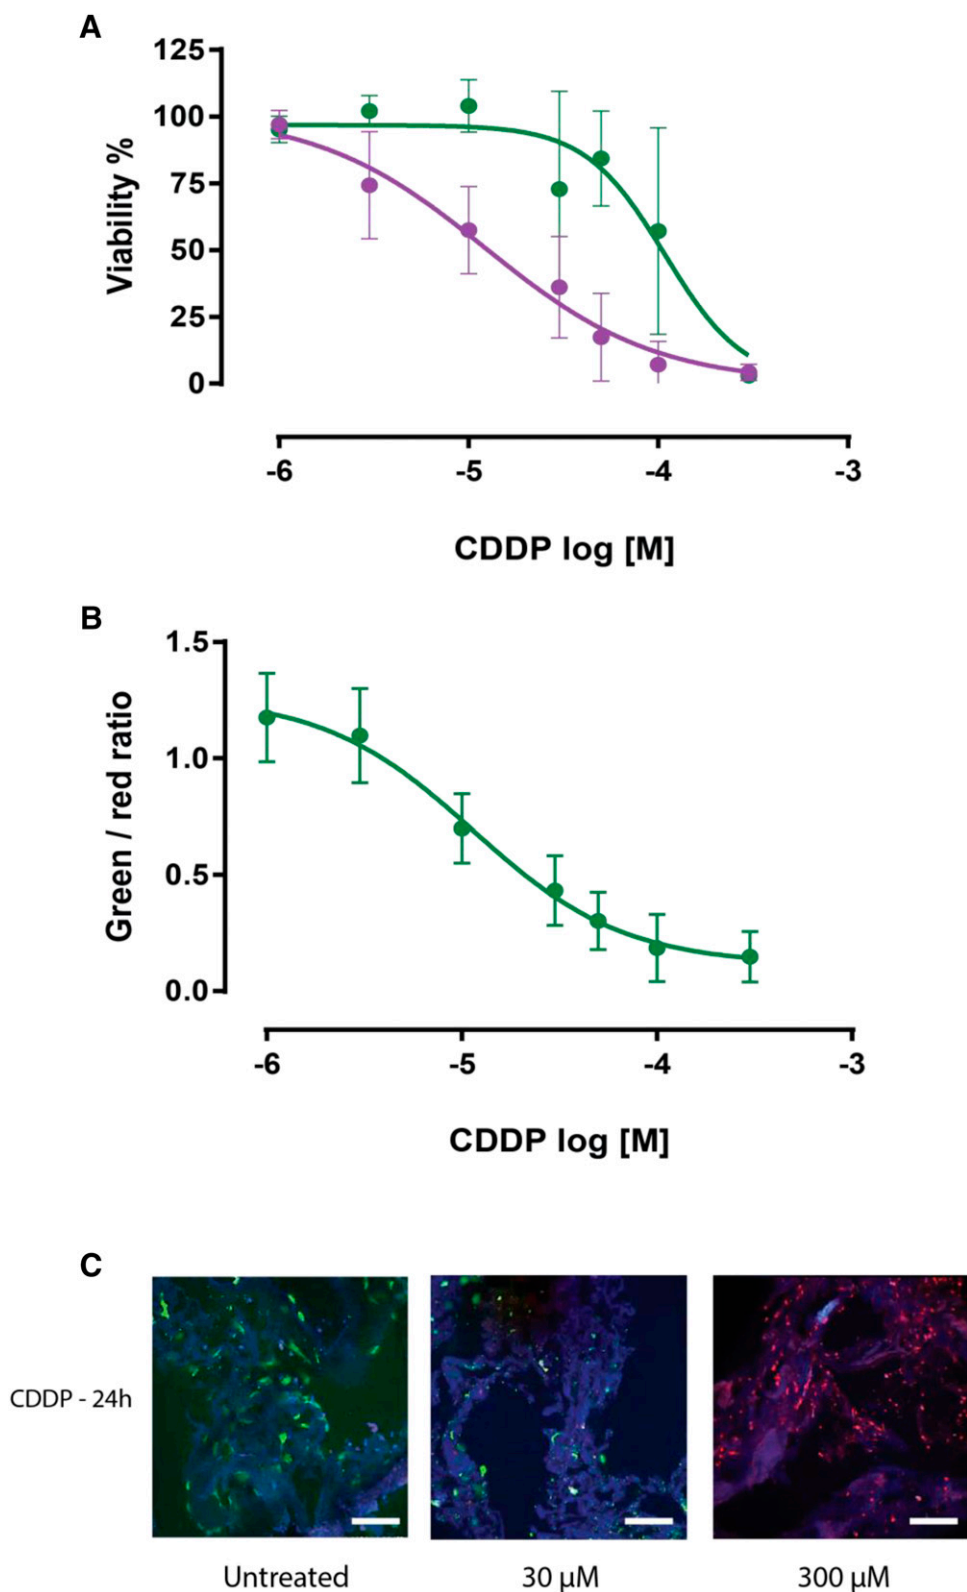 A
125
100
75
50
25
0
Viability %
-6 -5 -4 -3
CDDP log [M]
B
1.5
1.0
0.5
0.0
Green / red ratio
-6 -5 -4 -3
CDDP log [M]
C
CDDP - 24h
Untreated 30 µM 300 µM